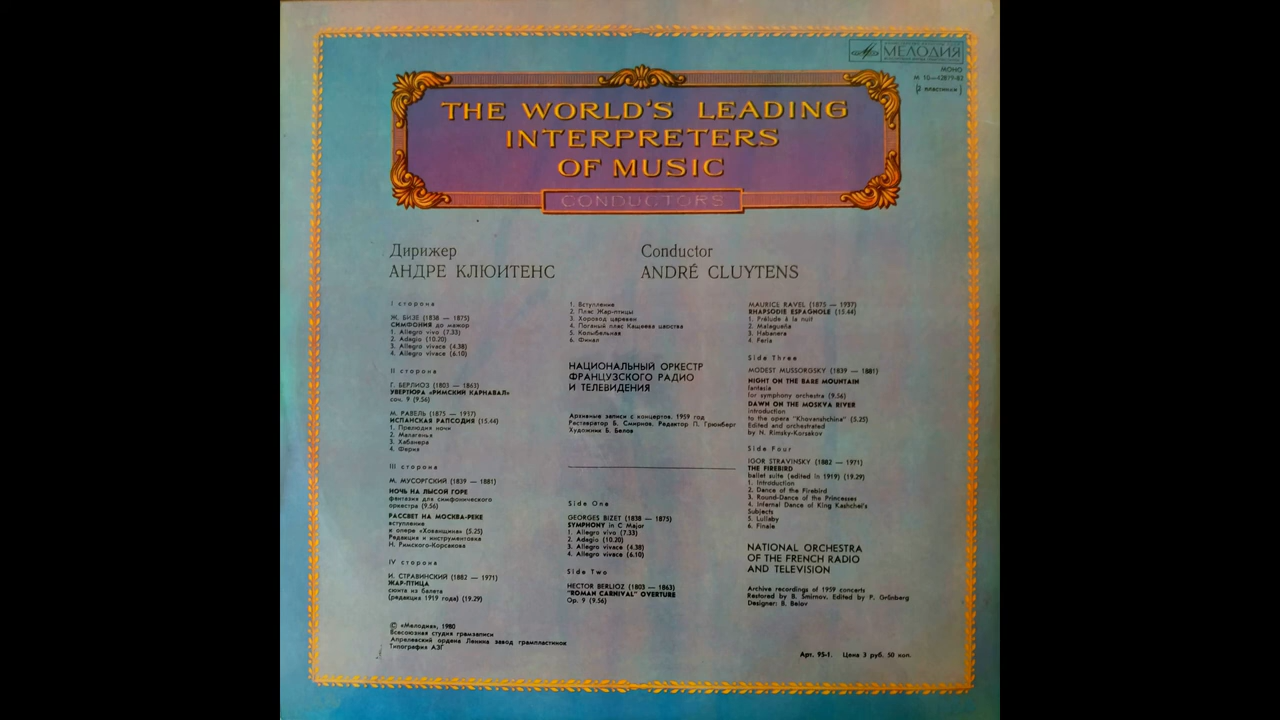 МЕЛОДИЯ
МОНО
М 10—42879-82
(2 пластинки)
THE WORLD'S LEADING
INTERPRETERS
OF MUSIC
CONDUCTORS
Дирижер
АНДРЕ КЛЮИТЕНС
Conductor
ANDRÉ CLUYTENS
I сторона
Ж. БИЗЕ (1838 — 1875)
СИМФОНИЯ до мажор
1. Allegro vivo (7.33)
2. Adagio (10.20)
3. Allegro vivace (4.38)
4. Allegro vivace (6.10)
II сторона
Г. БЕРЛИОЗ (1803 — 1863)
УВЕРТЮРА «РИМСКИЙ КАРНАВАЛ»
соч. 9 (9.56)
М. РАВЕЛЬ (1875 — 1937)
ИСПАНСКАЯ РАПСОДИЯ (15.44)
1. Прелюдия ночи
2. Малагенья
3. Хабанера
4. Ферия
III сторона
М. МУСОРГСКИЙ (1839 — 1881)
НОЧЬ НА ЛЫСОЙ ГОРЕ
фантазия для симфонического
оркестра (9.56)
РАССВЕТ НА МОСКВА-РЕКЕ
вступление
к опере «Хованщина» (5.25)
Редакция и инструментовка
Н. Римского-Корсакова
IV сторона
И. СТРАВИНСКИЙ (1882 — 1971)
ЖАР-ПТИЦА
сюита из балета
(редакция 1919 года) (19.29)
1. Вступление
2. Пляс Жар-птицы
3. Хоровод царевен
4. Поганый пляс Кащеева царства
5. Колыбельная
6. Финал
НАЦИОНАЛЬНЫЙ ОРКЕСТР
ФРАНЦУЗСКОГО РАДИО
И ТЕЛЕВИДЕНИЯ
Архивные записи с концертов. 1959 год
Реставратор Б. Смирнов. Редактор П. Грюнберг
Художник Б. Белов
Side One
GEORGES BIZET (1838 — 1875)
SYMPHONY in C Major
1. Allegro vivo (7.33)
2. Adagio (10.20)
3. Allegro vivace (4.38)
4. Allegro vivace (6.10)
Side Two
HECTOR BERLIOZ (1803 — 1863)
"ROMAN CARNIVAL" OVERTURE
Op. 9 (9.56)
MAURICE RAVEL (1875 — 1937)
RHAPSODIE ESPAGNOLE (15.44)
1. Prélude à la nuit
2. Malagueña
3. Habanera
4. Feria
Side Three
MODEST MUSSORGSKY (1839 — 1881)
NIGHT ON THE BARE MOUNTAIN
fantasia
for symphony orchestra (9.56)
DAWN ON THE MOSKVA RIVER
introduction
to the opera "Khovanshchina" (5.25)
Edited and orchestrated
by N. Rimsky-Korsakov
Side Four
IGOR STRAVINSKY (1882 — 1971)
THE FIREBIRD
ballet suite (edited in 1919) (19.29)
1. Introduction
2. Dance of the Firebird
3. Round-Dance of the Princesses
4. Infernal Dance of King Kashchei's
Subjects
5. Lullaby
6. Finale
NATIONAL ORCHESTRA
OF THE FRENCH RADIO
AND TELEVISION
Archive recordings of 1959 concerts
Restored by B. Smirnov. Edited by P. Grünberg
Designer: B. Belov
© «Мелодия», 1980
Всесоюзная студия грамзаписи
Апрелевский ордена Ленина завод грампластинок
Типография АЗГ
Арт. 95-1. Цена 3 руб. 50 коп.